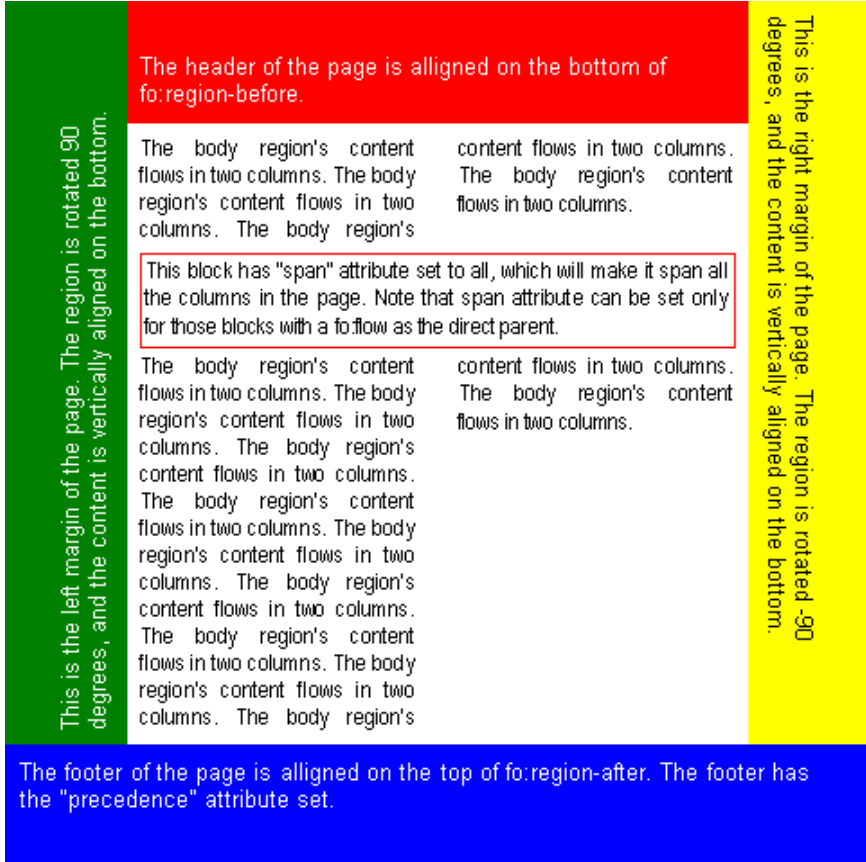 The header of the page is alligned on the bottom of
fo:region-before.
This is the left margin of the page. The region is rotated 90
degrees, and the content is vertically aligned on the bottom.
The body region's content
flows in two columns. The body
region's content flows in two
columns. The body region's
content flows in two columns.
The body region's content
flows in two columns.
This block has "span" attribute set to all, which will make it span all
the columns in the page. Note that span attribute can be set only
for those blocks with a fo:flow as the direct parent.
The body region's content
flows in two columns. The body
region's content flows in two
columns. The body region's
content flows in two columns.
The body region's content
flows in two columns. The body
region's content flows in two
columns. The body region's
content flows in two columns.
The body region's content
flows in two columns. The body
region's content flows in two
columns. The body region's
content flows in two columns.
The body region's content
flows in two columns.
This is the right margin of the page. The region is rotated -90
degrees, and the content is vertically aligned on the bottom.
The footer of the page is alligned on the top of fo:region-after. The footer has
the "precedence" attribute set.